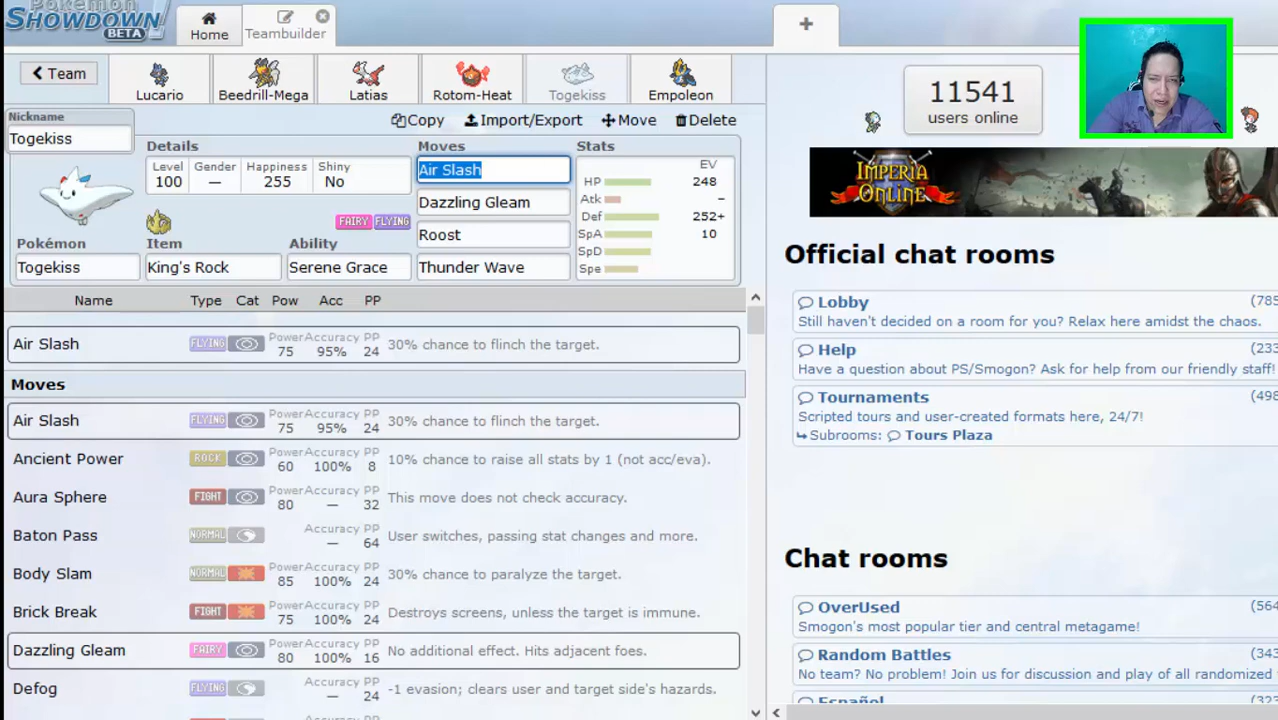 Pokémon
SHOWDOWN
BETA
Home
Teambuilder
+
Team
Lucario
Beedrill-Mega
Latias
Rotom-Heat
Togekiss
Empoleon
Nickname
Togekiss
Copy
Import/Export
Move
Delete
Details
Level
100
Gender
—
Happiness
255
Shiny
No
FAIRY FLYING
Pokémon
Togekiss
Item
King's Rock
Ability
Serene Grace
Moves
Air Slash
Dazzling Gleam
Roost
Thunder Wave
Stats
EV
HP 248
Atk –
Def 252+
SpA 10
SpD
Spe
Name Type Cat Pow Acc PP
Air Slash FLYING Power 75 Accuracy 95% PP 24 30% chance to flinch the target.
Moves
Air Slash FLYING Power 75 Accuracy 95% PP 24 30% chance to flinch the target.
Ancient Power ROCK Power 60 Accuracy 100% PP 8 10% chance to raise all stats by 1 (not acc/eva).
Aura Sphere FIGHT Power 80 Accuracy — PP 32 This move does not check accuracy.
Baton Pass NORMAL Accuracy — PP 64 User switches, passing stat changes and more.
Body Slam NORMAL Power 85 Accuracy 100% PP 24 30% chance to paralyze the target.
Brick Break FIGHT Power 75 Accuracy 100% PP 24 Destroys screens, unless the target is immune.
Dazzling Gleam FAIRY Power 80 Accuracy 100% PP 16 No additional effect. Hits adjacent foes.
Defog FLYING Accuracy — PP 24 -1 evasion; clears user and target side's hazards.
11541
users online
IMPERIA
ONLINE
Official chat rooms
Lobby (785
Still haven't decided on a room for you? Relax here amidst the chaos.
Help (233
Have a question about PS/Smogon? Ask for help from our friendly staff!
Tournaments (498
Scripted tours and user-created formats here, 24/7!
Subrooms: Tours Plaza
Chat rooms
OverUsed (564
Smogon's most popular tier and central metagame!
Random Battles (343
No team? No problem! Join us for discussion and play of all randomized
Español (323